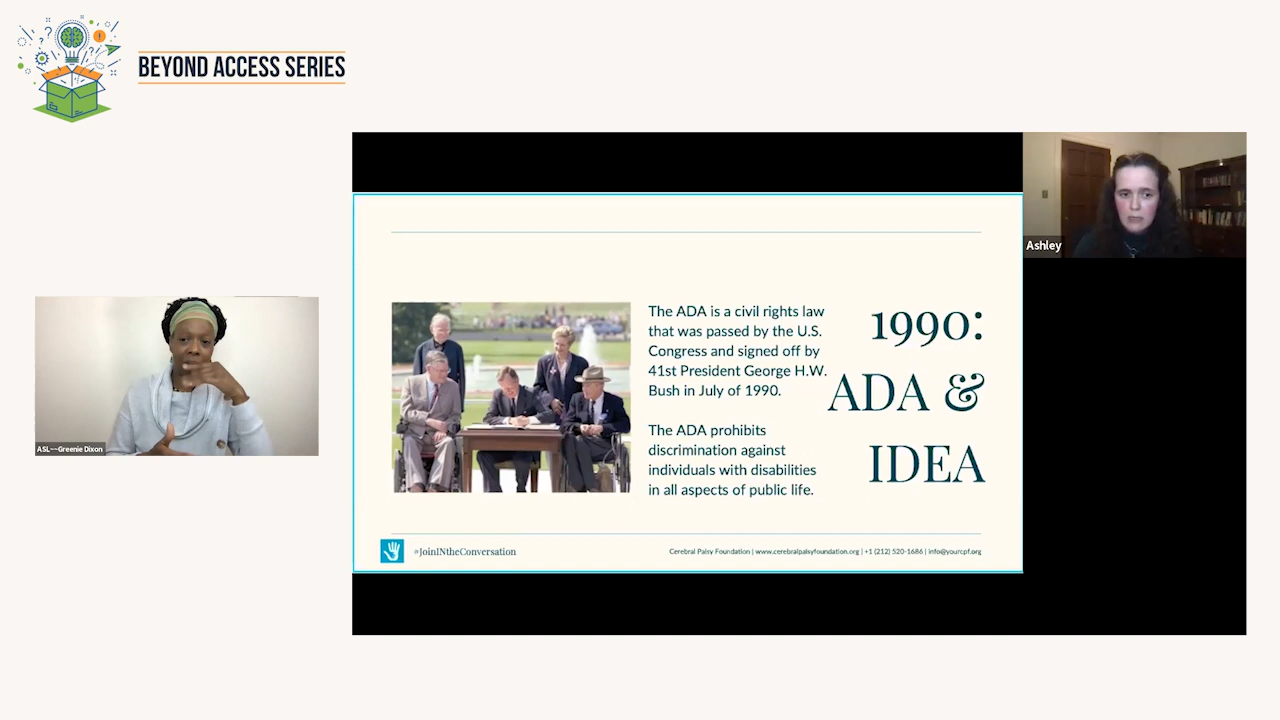 BEYOND ACCESS SERIES
ASL--Greenie Dixon
The ADA is a civil rights law
that was passed by the U.S.
Congress and signed off by
41st President George H.W.
Bush in July of 1990.
The ADA prohibits
discrimination against
individuals with disabilities
in all aspects of public life.
1990:
ADA &
IDEA
#JoinINtheConversation
Cerebral Palsy Foundation | www.cerebralpalsyfoundation.org | +1 (212) 520-1686 | info@yourcpf.org
Ashley